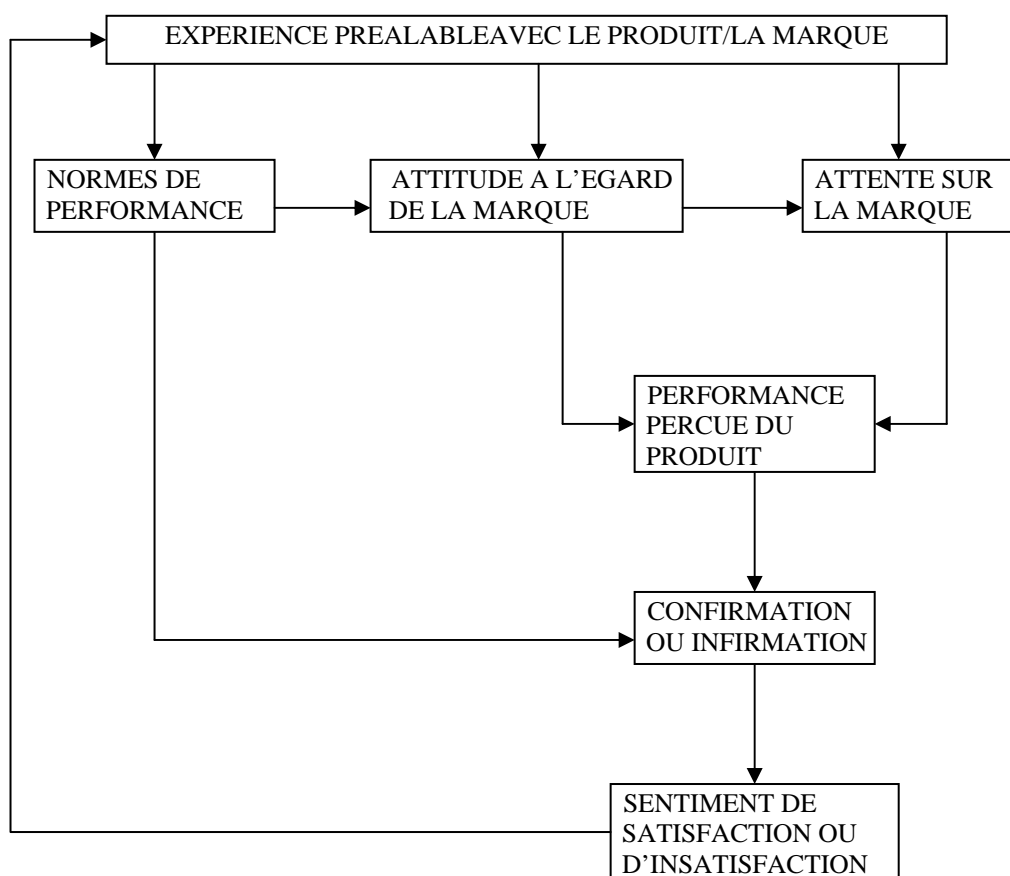 EXPERIENCE PREALABLEAVEC LE PRODUIT/LA MARQUE
NORMES DE
PERFORMANCE
ATTITUDE A L’EGARD
DE LA MARQUE
ATTENTE SUR
LA MARQUE
PERFORMANCE
PERCUE DU
PRODUIT
CONFIRMATION
OU INFIRMATION
SENTIMENT DE
SATISFACTION OU
D’INSATISFACTION